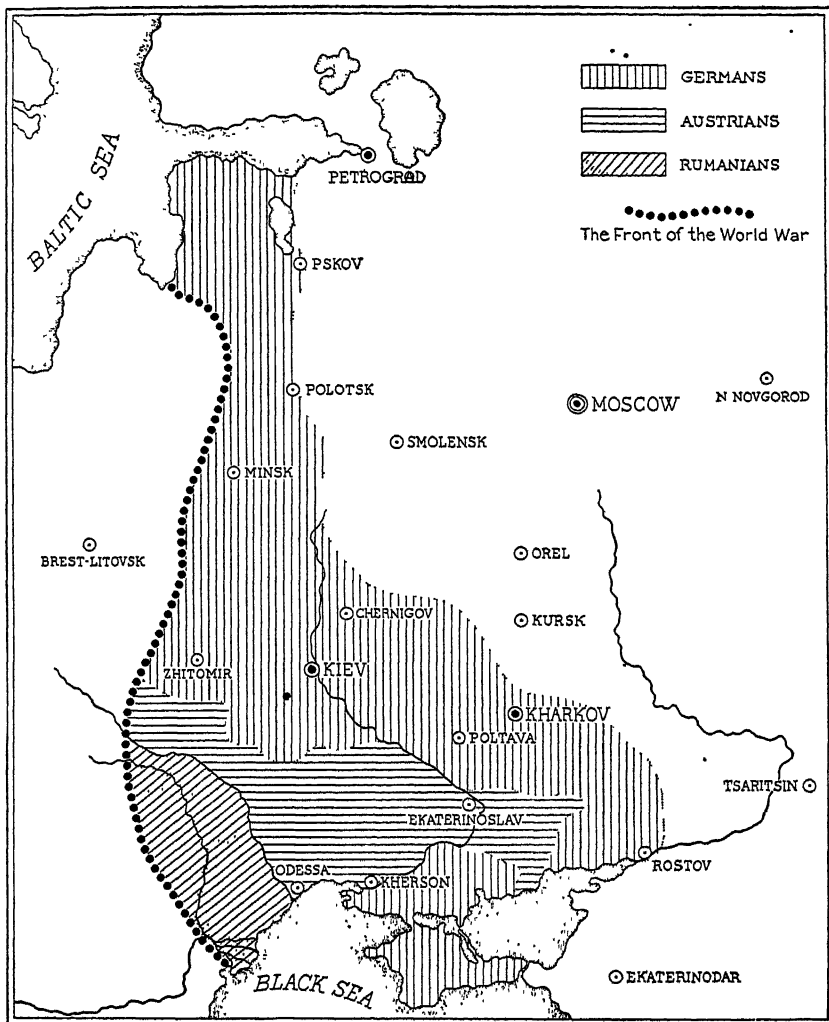 GERMANS
AUSTRIANS
RUMANIANS
The Front of the World War
BALTIC SEA
PETROGRAD
PSKOV
POLOTSK
MOSCOW
N NOVGOROD
SMOLENSK
MINSK
BREST-LITOVSK
OREL
CHERNIGOV
KURSK
ZHITOMIR
KIEV
KHARKOV
POLTAVA
TSARITSIN
EKATERINOSLAV
ROSTOV
ODESSA
KHERSON
BLACK SEA
EKATERINODAR